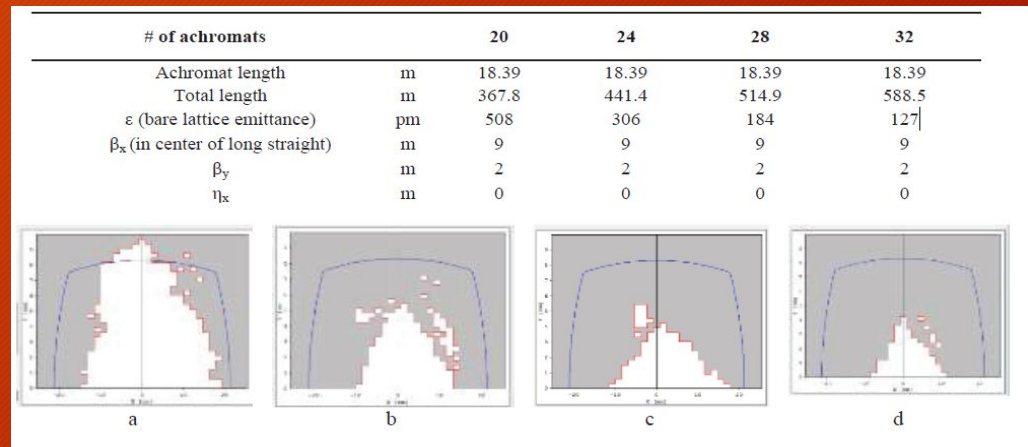 # of achromats 20 24 28 32
Achromat length m 18.39 18.39 18.39 18.39
Total length m 367.8 441.4 514.9 588.5
ε (bare lattice emittance) pm 508 306 184 127
βx (in center of long straight) m 9 9 9 9
βy m 2 2 2 2
ηx m 0 0 0 0
a b c d